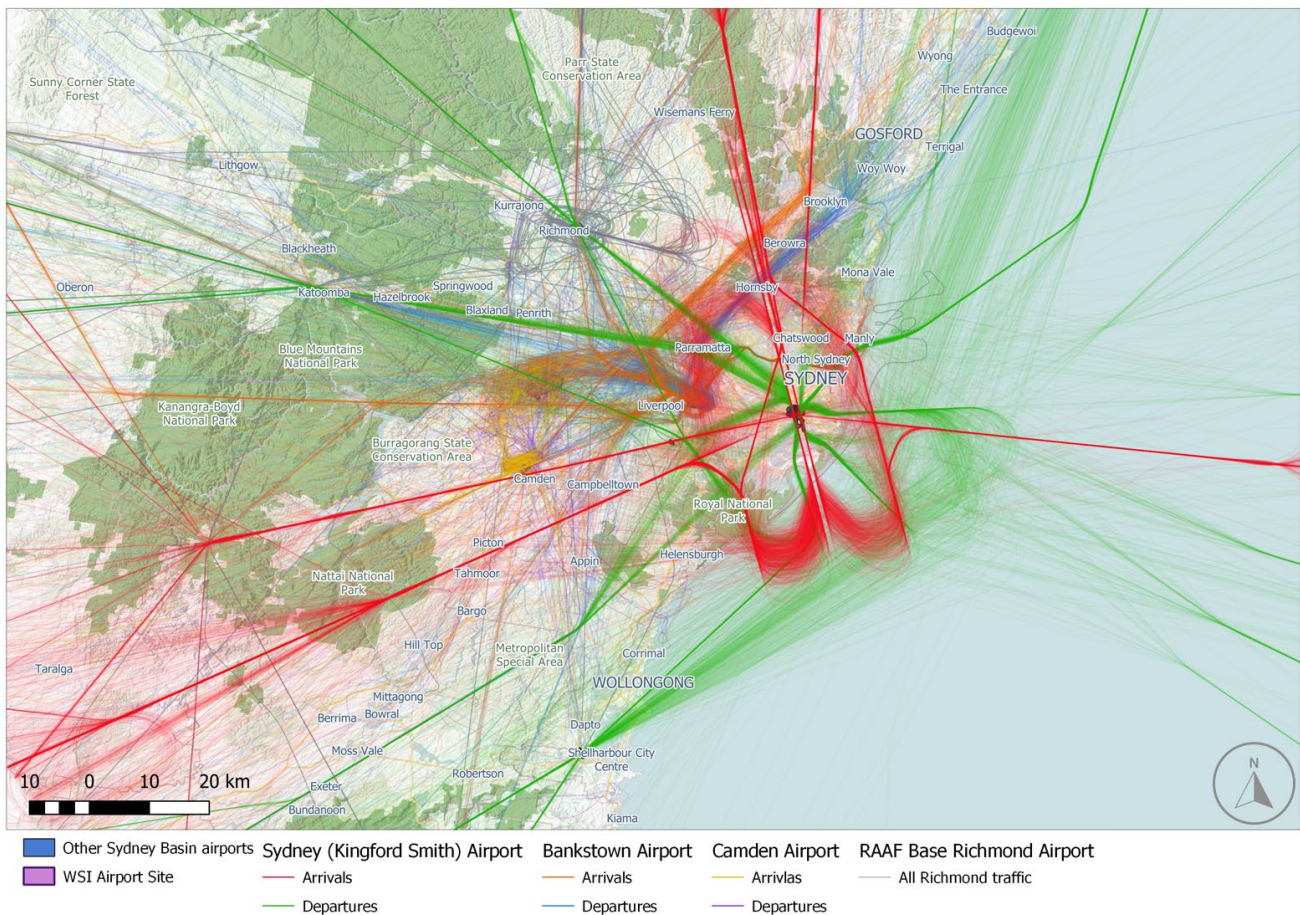 Budgewoi
Parr State
Conservation Area
Wyong
Sunny Corner State
Forest
The Entrance
Wisemans Ferry
GOSFORD
Terrigal
Lithgow
Woy Woy
Kurrajong
Brooklyn
Richmond
Blackheath
Berowra
Mona Vale
Oberon
Katoomba
Hazelbrook
Springwood
Hornsby
Blaxland
Penrith
Chatswood
Manly
Parramatta
Blue Mountains
National Park
North Sydney
SYDNEY
Kanangra-Boyd
National Park
Liverpool
Burragorang State
Conservation Area
Camden
Campbelltown
Royal National
Park
Picton
Helensburgh
Appin
Nattai National
Park
Tahmoor
Bargo
Hill Top
Metropolitan
Special Area
Corrimal
Taralga
WOLLONGONG
Mittagong
Berrima
Bowral
Dapto
Moss Vale
Shellharbour City
Centre
Robertson
Exeter
Bundanoon
Kiama
10 0 10 20 km
N
Other Sydney Basin airports
WSI Airport Site
Sydney (Kingford Smith) Airport
Arrivals
Departures
Bankstown Airport
Arrivals
Departures
Camden Airport
Arrivlas
Departures
RAAF Base Richmond Airport
All Richmond traffic